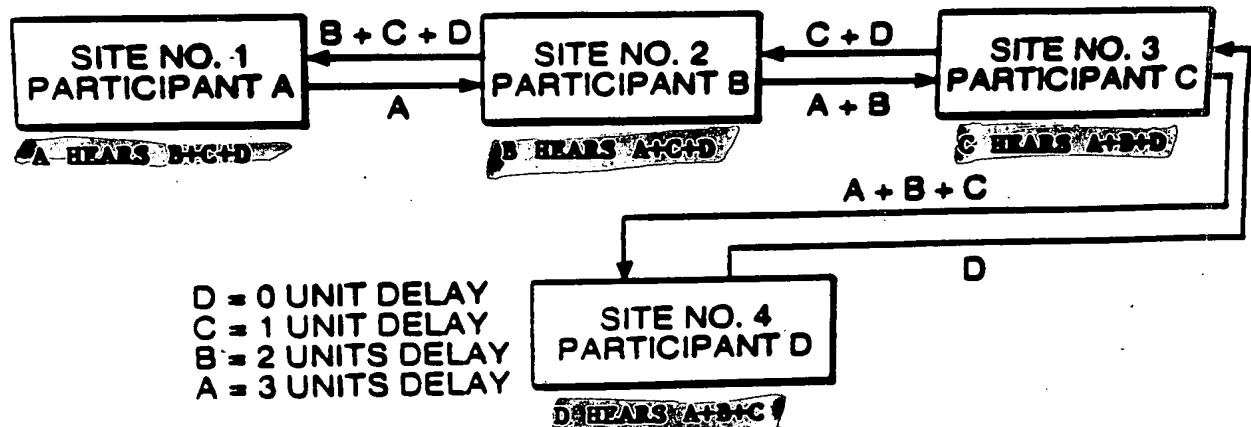 SITE NO. 1
PARTICIPANT A
B + C + D
A
SITE NO. 2
PARTICIPANT B
C + D
A + B
SITE NO. 3
PARTICIPANT C
A HEARS B+C+D
B HEARS A+C+D
C HEARS A+B+D
A + B + C
D
D = 0 UNIT DELAY
C = 1 UNIT DELAY
B = 2 UNITS DELAY
A = 3 UNITS DELAY
SITE NO. 4
PARTICIPANT D
D HEARS A+B+C